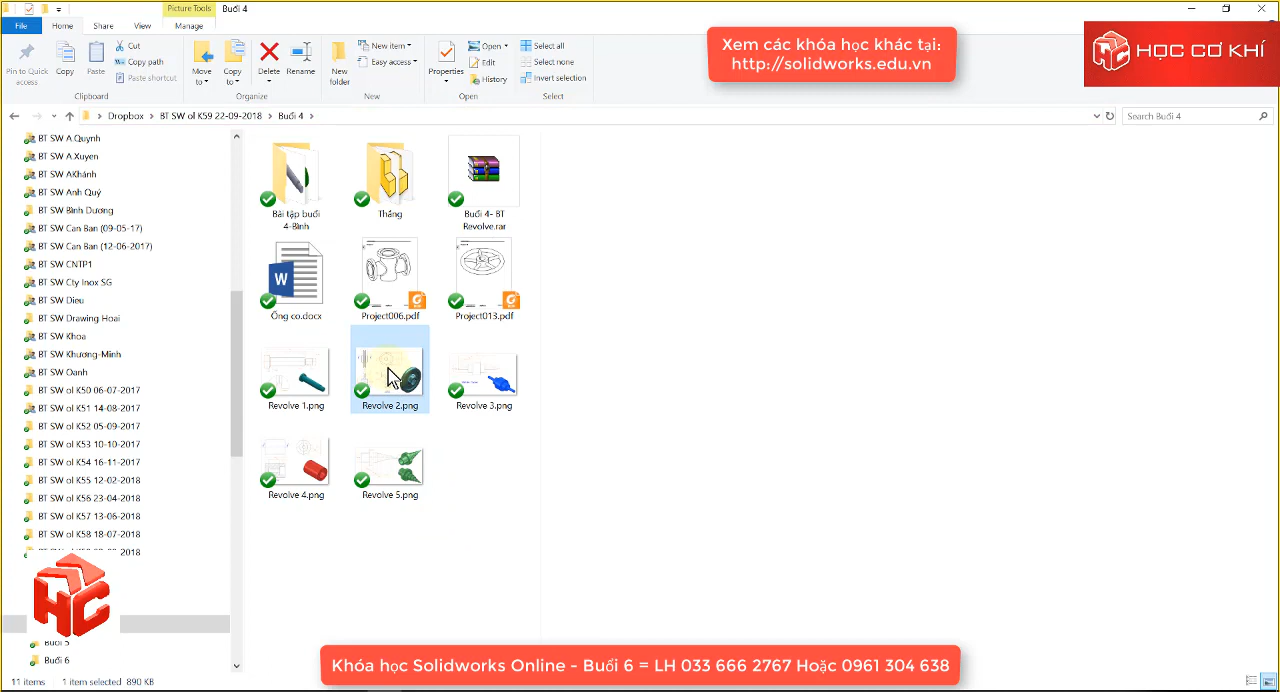 Picture Tools
Buổi 4
File
Home
Share
View
Manage
Pin to Quick access
Copy
Paste
Cut
Copy path
Paste shortcut
Clipboard
Move to
Copy to
Delete
Rename
Organize
New folder
New item
Easy access
New
Properties
Open
Edit
History
Open
Select all
Select none
Invert selection
Select
Xem các khóa học khác tại:
http://solidworks.edu.vn
HỌC CƠ KHÍ
Dropbox
BT SW ol K59 22-09-2018
Buổi 4
Search Buổi 4
BT SW A.Quynh
BT SW A.Xuyen
BT SW AKhánh
BT SW Anh Quý
BT SW Bình Dương
BT SW Can Ban (09-05-17)
BT SW Can Ban (12-06-2017)
BT SW CNTP1
BT SW Cty Inox SG
BT SW Dieu
BT SW Drawing Hoai
BT SW Khoa
BT SW Khương-Minh
BT SW Oanh
BT SW ol K50 06-07-2017
BT SW ol K51 14-08-2017
BT SW ol K52 05-09-2017
BT SW ol K53 10-10-2017
BT SW ol K54 16-11-2017
BT SW ol K55 12-02-2018
BT SW ol K56 23-04-2018
BT SW ol K57 13-06-2018
BT SW ol K58 18-07-2018
2018
Buổi 5
Buổi 6
Bài tập buổi 4-Bình
Thắng
Buổi 4- BT Revolve.rar
Ống co.docx
Project006.pdf
Project013.pdf
Revolve 1.png
Revolve 2.png
Revolve 3.png
Revolve 4.png
Revolve 5.png
Khóa học Solidworks Online - Buổi 6 = LH 033 666 2767 Hoặc 0961 304 638
11 items
1 item selected 890 KB